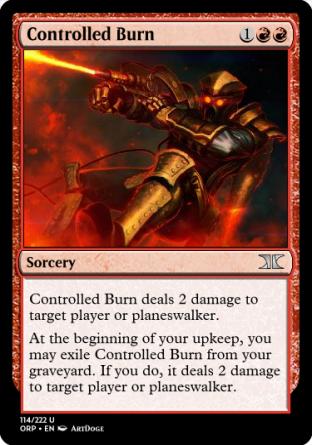 Controlled Burn 1
Sorcery
Controlled Burn deals 2 damage to
target player or planeswalker.
At the beginning of your upkeep, you
may exile Controlled Burn from your
graveyard. If you do, it deals 2 damage
to target player or planeswalker.
114/222 U
ORP • EN ArtDoge